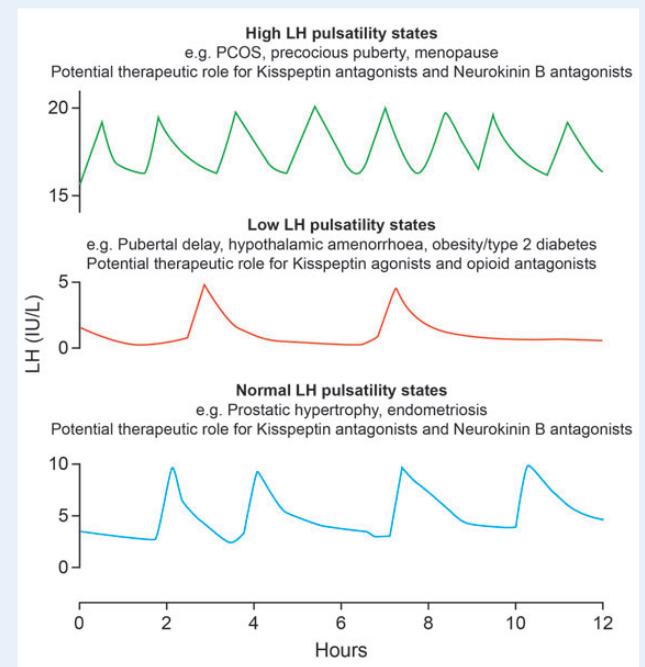 High LH pulsatility states
e.g. PCOS, precocious puberty, menopause
Potential therapeutic role for Kisspeptin antagonists and Neurokinin B antagonists
20
15
Low LH pulsatility states
e.g. Pubertal delay, hypothalamic amenorrhoea, obesity/type 2 diabetes
Potential therapeutic role for Kisspeptin agonists and opioid antagonists
5
0
LH (IU/L)
Normal LH pulsatility states
e.g. Prostatic hypertrophy, endometriosis
Potential therapeutic role for Kisspeptin antagonists and Neurokinin B antagonists
10
5
0
0 2 4 6 8 10 12
Hours